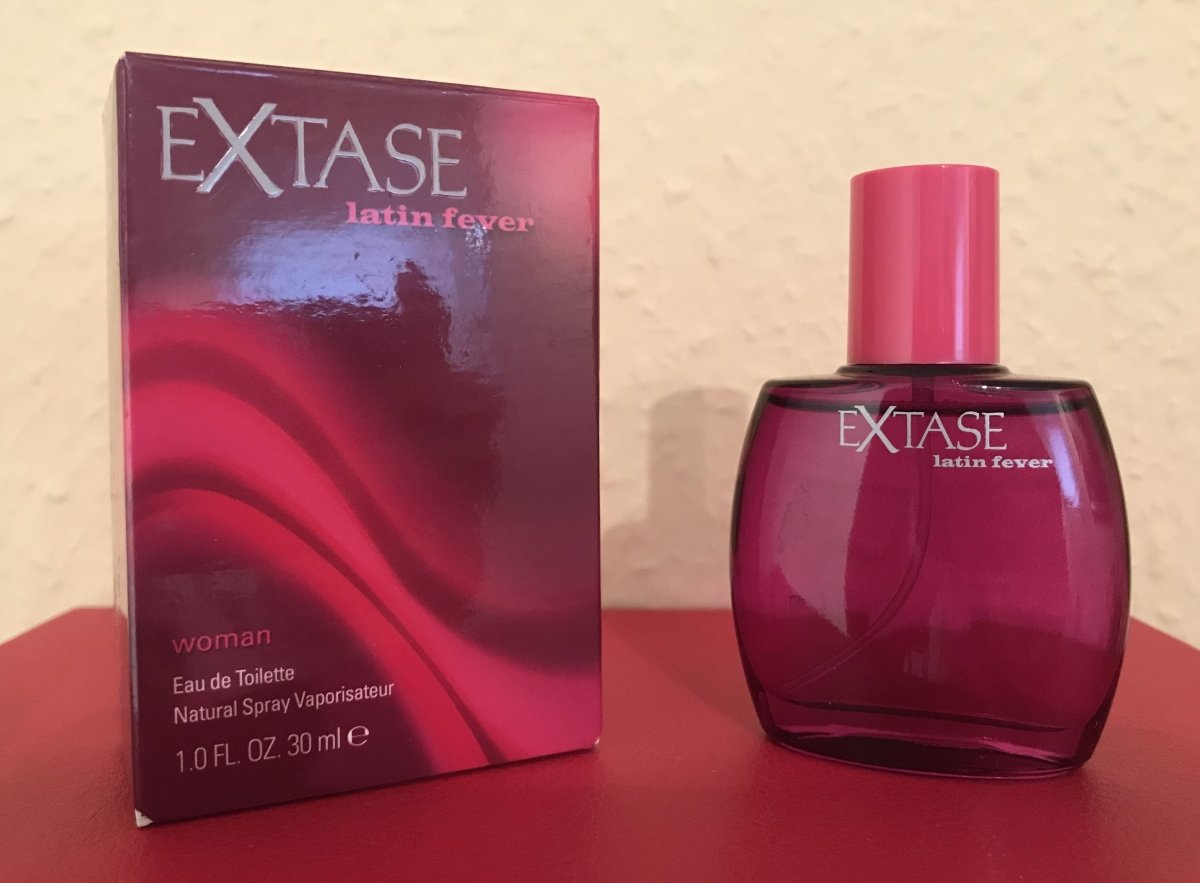 EXTASE
latin fever
woman
Eau de Toilette
Natural Spray Vaporisateur
1.0 FL. OZ. 30 ml ℮
EXTASE
latin fever